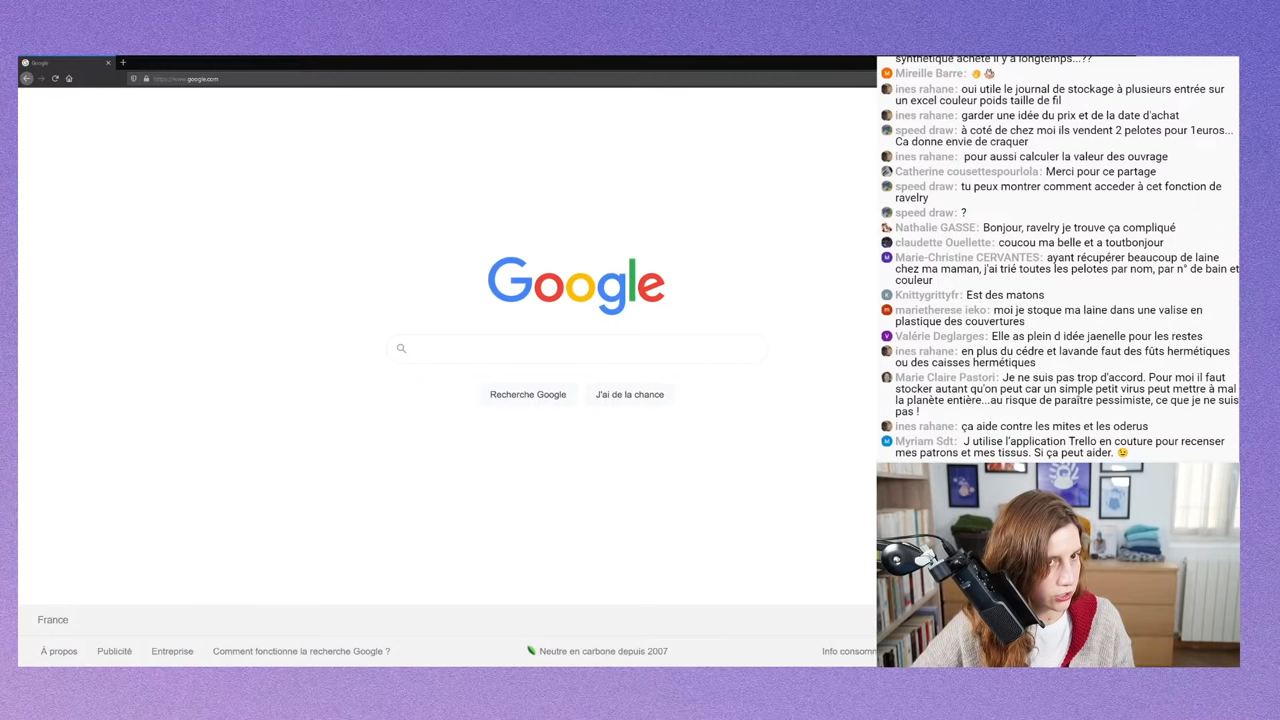 Google
https://www.google.com
Google
Recherche Google
J'ai de la chance
France
À propos
Publicité
Entreprise
Comment fonctionne la recherche Google ?
Neutre en carbone depuis 2007
Info consomm
synthétique acheté il y a longtemps...??
Mireille Barre:
ines rahane: oui utile le journal de stockage à plusieurs entrée sur
un excel couleur poids taille de fil
ines rahane: garder une idée du prix et de la date d'achat
speed draw: à coté de chez moi ils vendent 2 pelotes pour 1euros...
Ca donne envie de craquer
ines rahane: pour aussi calculer la valeur des ouvrage
Catherine cousettespourlola: Merci pour ce partage
speed draw: tu peux montrer comment acceder à cet fonction de
ravelry
speed draw: ?
Nathalie GASSE: Bonjour, ravelry je trouve ça compliqué
claudette Ouellette: coucou ma belle et a toutbonjour
Marie-Christine CERVANTES: ayant récupérer beaucoup de laine
chez ma maman, j'ai trié toutes les pelotes par nom, par n° de bain et
couleur
Knittygrittyfr: Est des matons
marietherese ieko: moi je stoque ma laine dans une valise en
plastique des couvertures
Valérie Deglarges: Elle as plein d idée jaenelle pour les restes
ines rahane: en plus du cédre et lavande faut des fûts hermétiques
ou des caisses hermétiques
Marie Claire Pastori: Je ne suis pas trop d'accord. Pour moi il faut
stocker autant qu'on peut car un simple petit virus peut mettre à mal
la planète entière...au risque de paraître pessimiste, ce que je ne suis
pas !
ines rahane: ça aide contre les mites et les oderus
Myriam Sdt: J utilise l'application Trello en couture pour recenser
mes patrons et mes tissus. Si ça peut aider. 😉